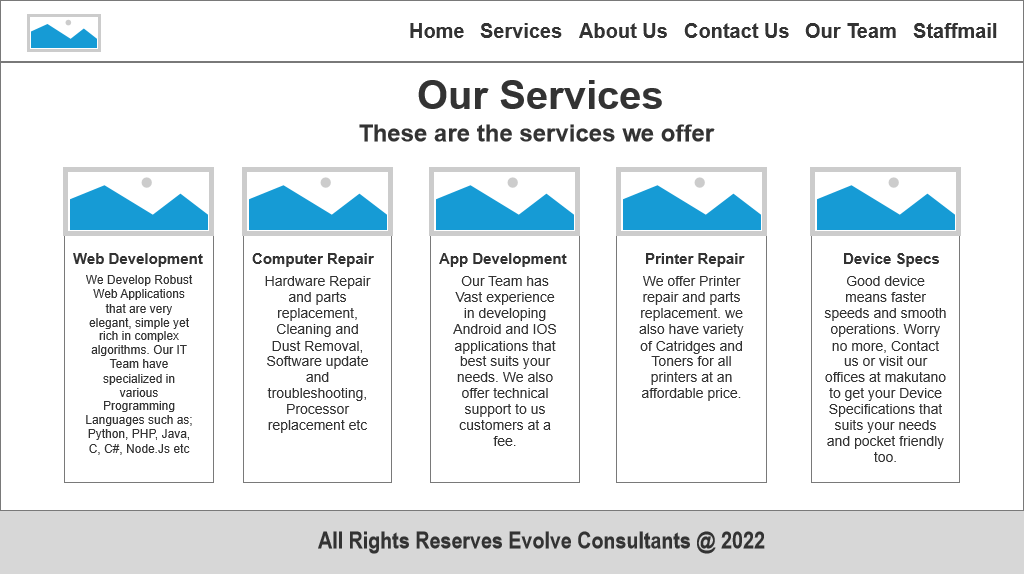 Home Services About Us Contact Us Our Team Staffmail
Our Services
These are the services we offer
Web Development
We Develop Robust
Web Applications
that are very
elegant, simple yet
rich in complex
algorithms. Our IT
Team have
specialized in
various
Programming
Languages such as;
Python, PHP, Java,
C, C#, Node.Js etc
Computer Repair
Hardware Repair
and parts
replacement,
Cleaning and
Dust Removal,
Software update
and
troubleshooting,
Processor
replacement etc
App Development
Our Team has
Vast experience
in developing
Android and IOS
applications that
best suits your
needs. We also
offer technical
support to us
customers at a
fee.
Printer Repair
We offer Printer
repair and parts
replacement. we
also have variety
of Catridges and
Toners for all
printers at an
affordable price.
Device Specs
Good device
means faster
speeds and smooth
operations. Worry
no more, Contact
us or visit our
offices at makutano
to get your Device
Specifications that
suits your needs
and pocket friendly
too.
All Rights Reserves Evolve Consultants @ 2022